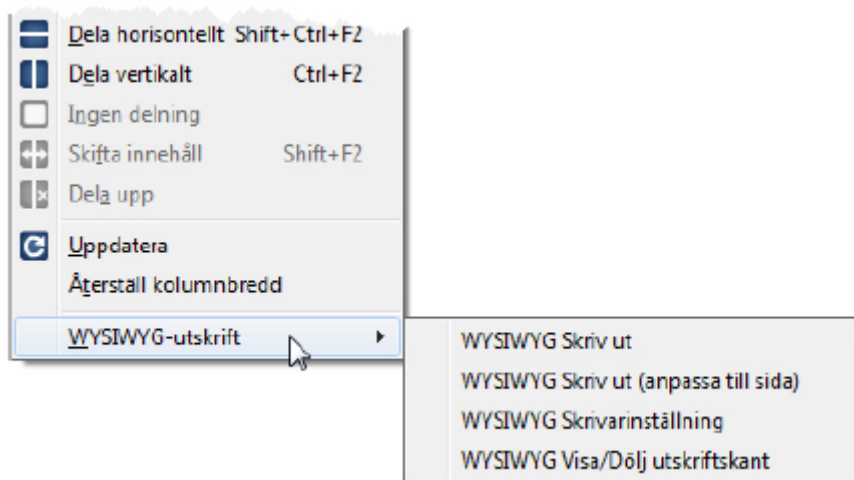 Dela horisontellt Shift+Ctrl+F2
Dela vertikalt Ctrl+F2
Ingen delning
Skifta innehåll Shift+F2
Dela upp
Uppdatera
Återställ kolumnbredd
WYSIWYG-utskrift
WYSIWYG Skriv ut
WYSIWYG Skriv ut (anpassa till sida)
WYSIWYG Skrivarinställning
WYSIWYG Visa/Dölj utskriftskant